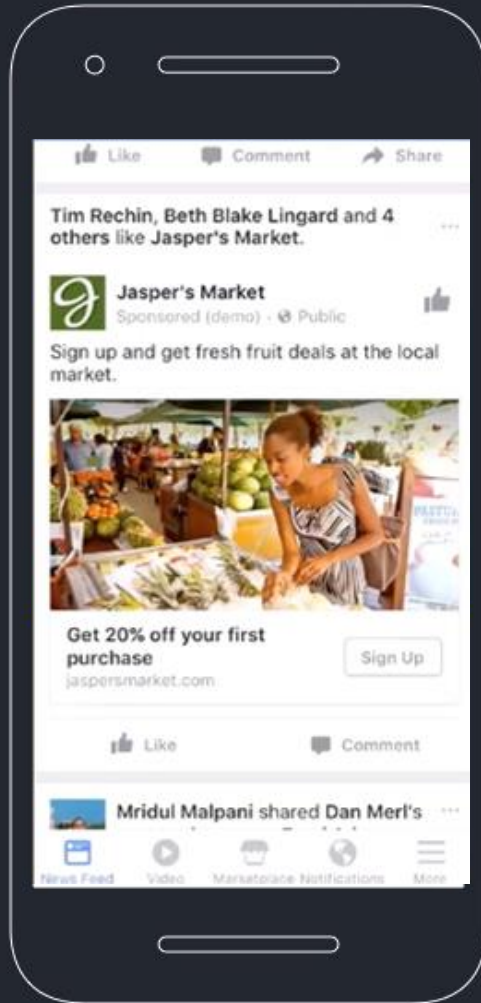 Like Comment Share
Tim Rechin, Beth Blake Lingard and 4 ...
others like Jasper's Market.
Jasper's Market
Sponsored (demo) · Public
Sign up and get fresh fruit deals at the local
market.
Get 20% off your first
purchase
Sign Up
jaspersmarket.com
Like Comment
Mridul Malpani shared Dan Merl's ...
News Feed Video Marketplace Notifications More